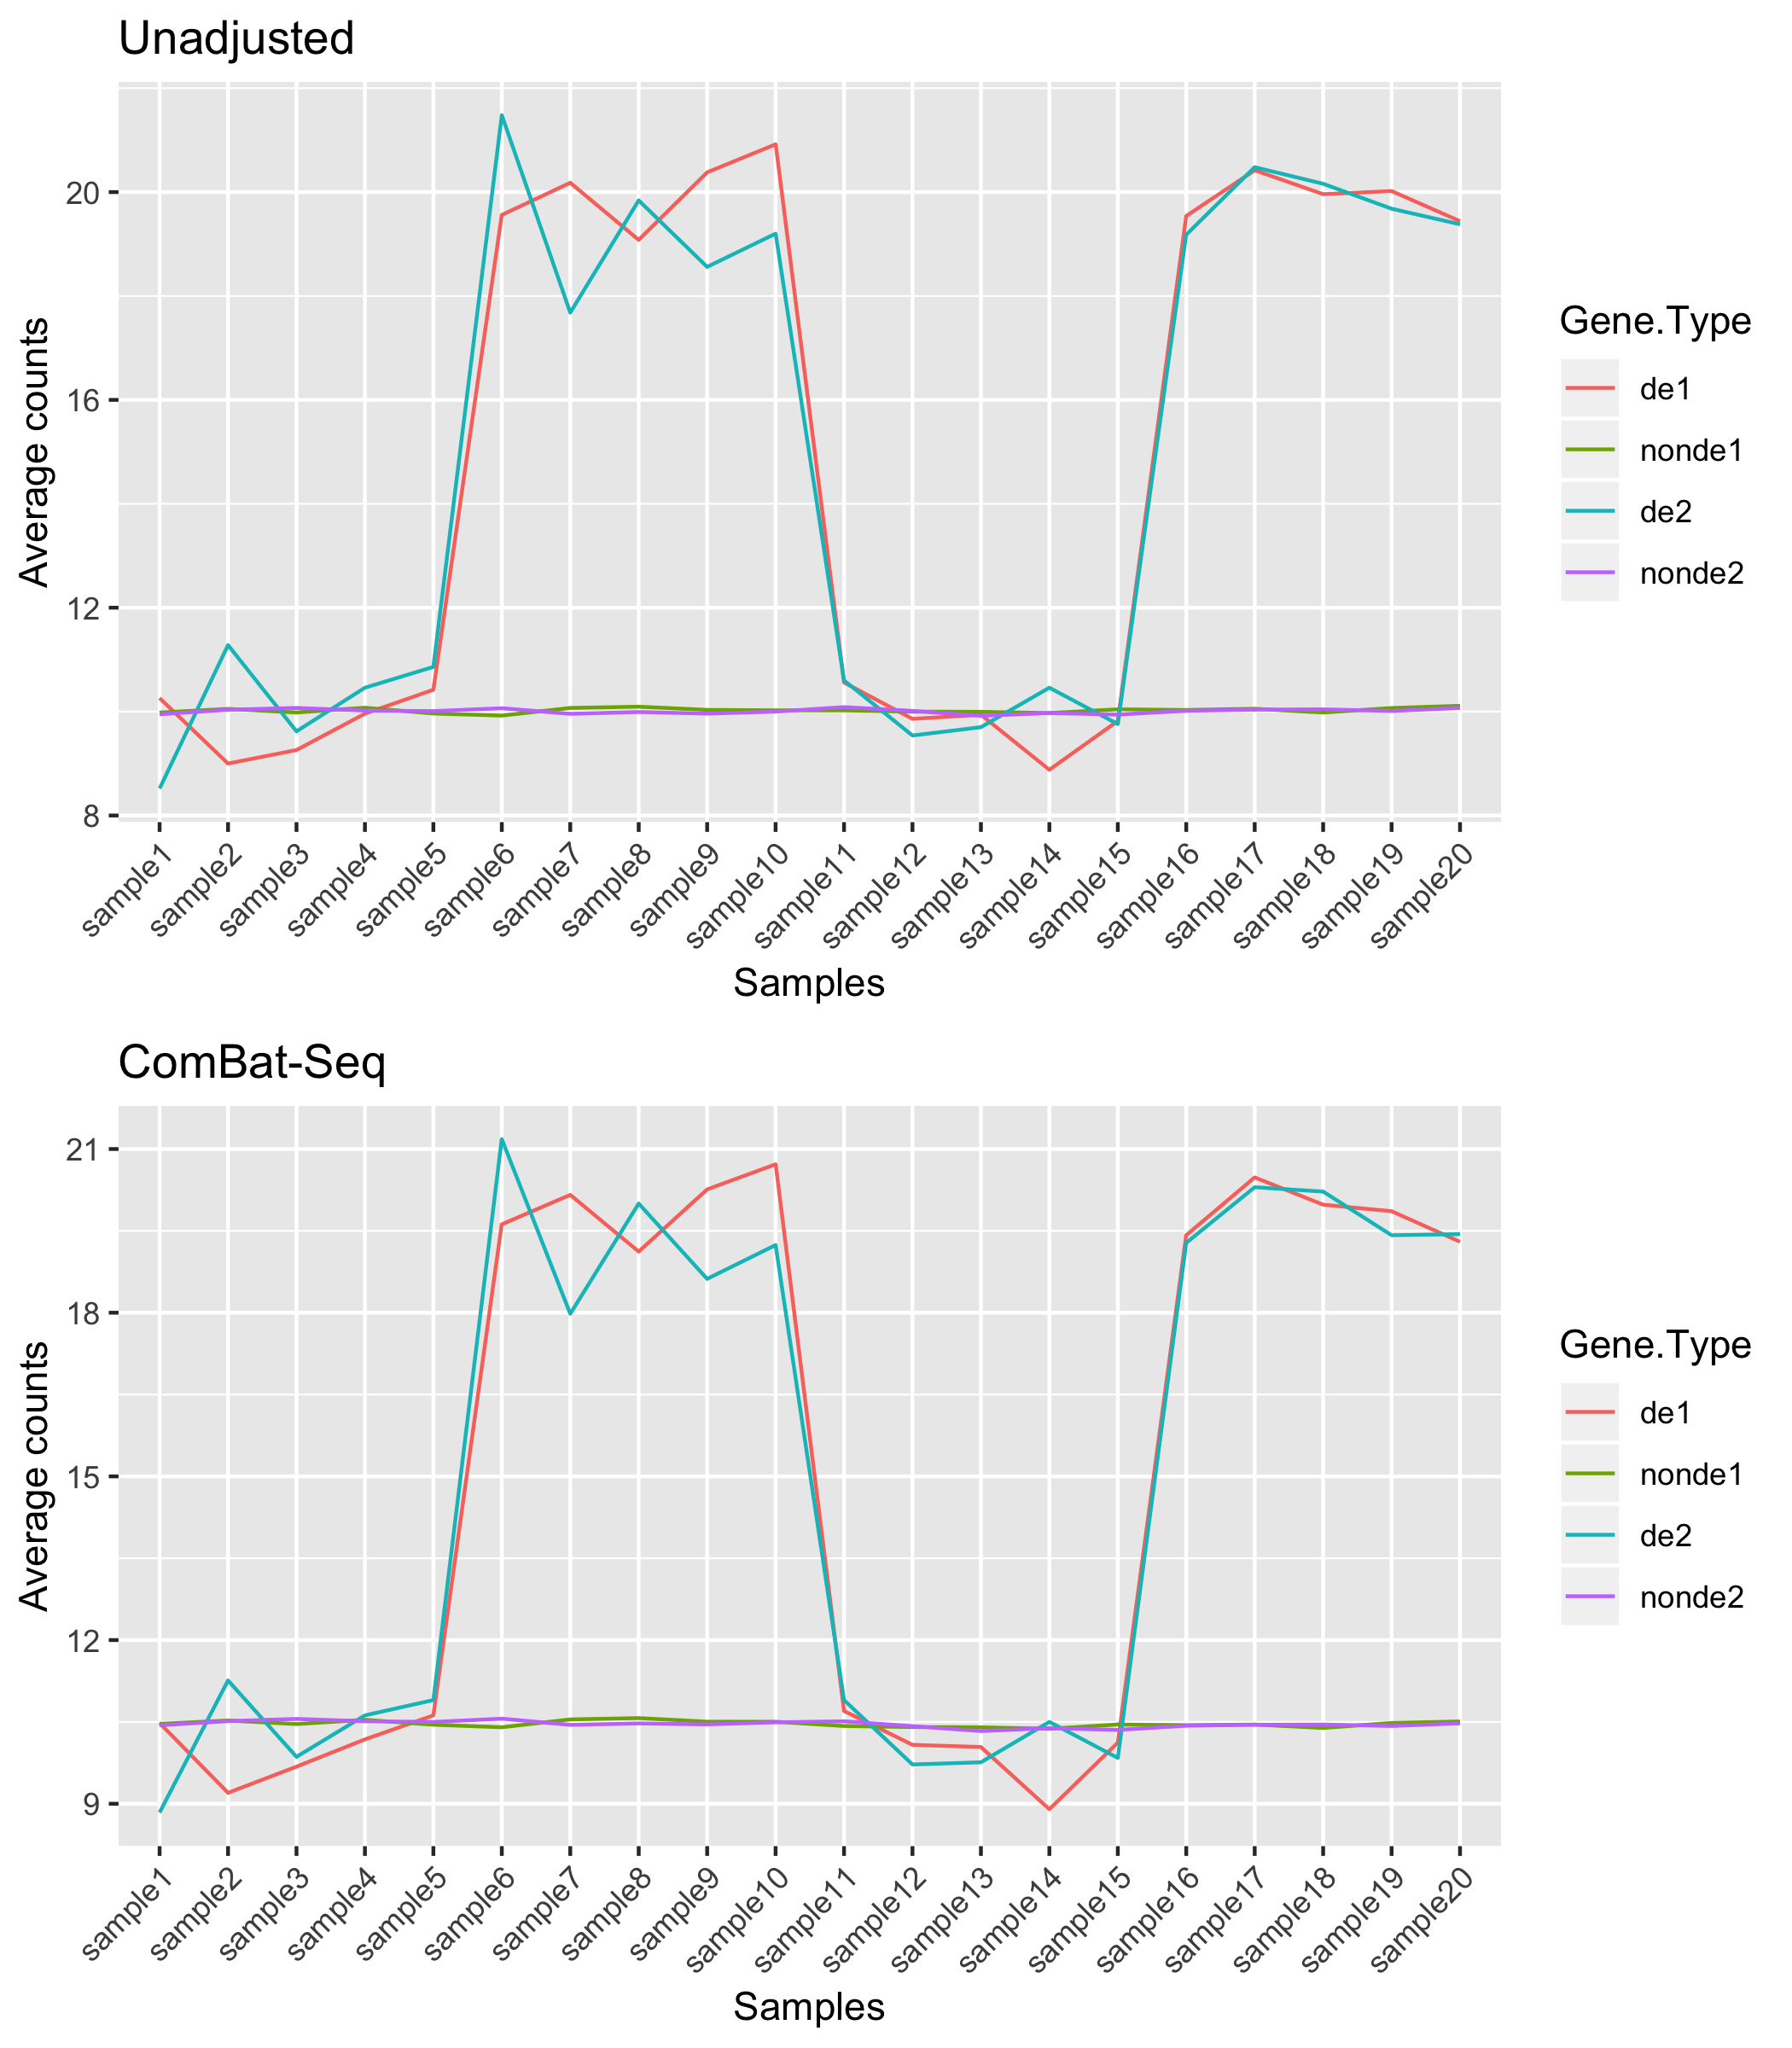 Unadjusted
20
16
12
8
Average counts
sample1
sample2
sample3
sample4
sample5
sample6
sample7
sample8
sample9
sample10
sample11
sample12
sample13
sample14
sample15
sample16
sample17
sample18
sample19
sample20
Samples
Gene.Type
de1
nonde1
de2
nonde2
ComBat-Seq
21
18
15
12
9
Average counts
sample1
sample2
sample3
sample4
sample5
sample6
sample7
sample8
sample9
sample10
sample11
sample12
sample13
sample14
sample15
sample16
sample17
sample18
sample19
sample20
Samples
Gene.Type
de1
nonde1
de2
nonde2